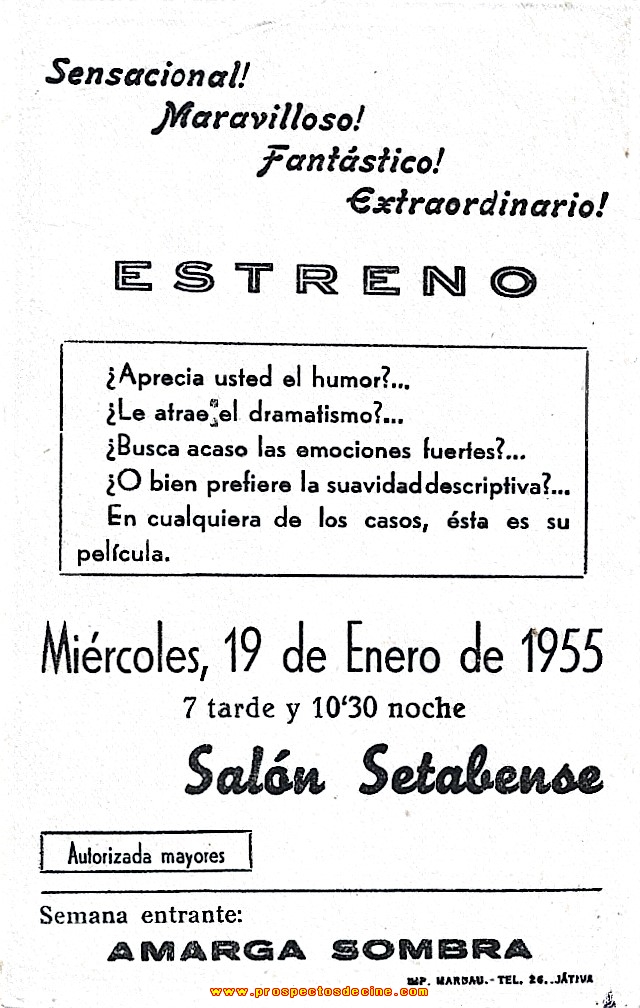 Sensacional!
Maravilloso!
Fantástico!
Extraordinario!
ESTRENO
¿Aprecia usted el humor?...
¿Le atrae el dramatismo?...
¿Busca acaso las emociones fuertes?...
¿O bien prefiere la suavidad descriptiva?...
En cualquiera de los casos, ésta es su
película.
Miércoles, 19 de Enero de 1955
7 tarde y 10'30 noche
Salón Setabense
Autorizada mayores
Semana entrante:
AMARGA SOMBRA
IMP. MARDAU.-TEL. 26..JÁTIVA
www.prospectosdecine.com